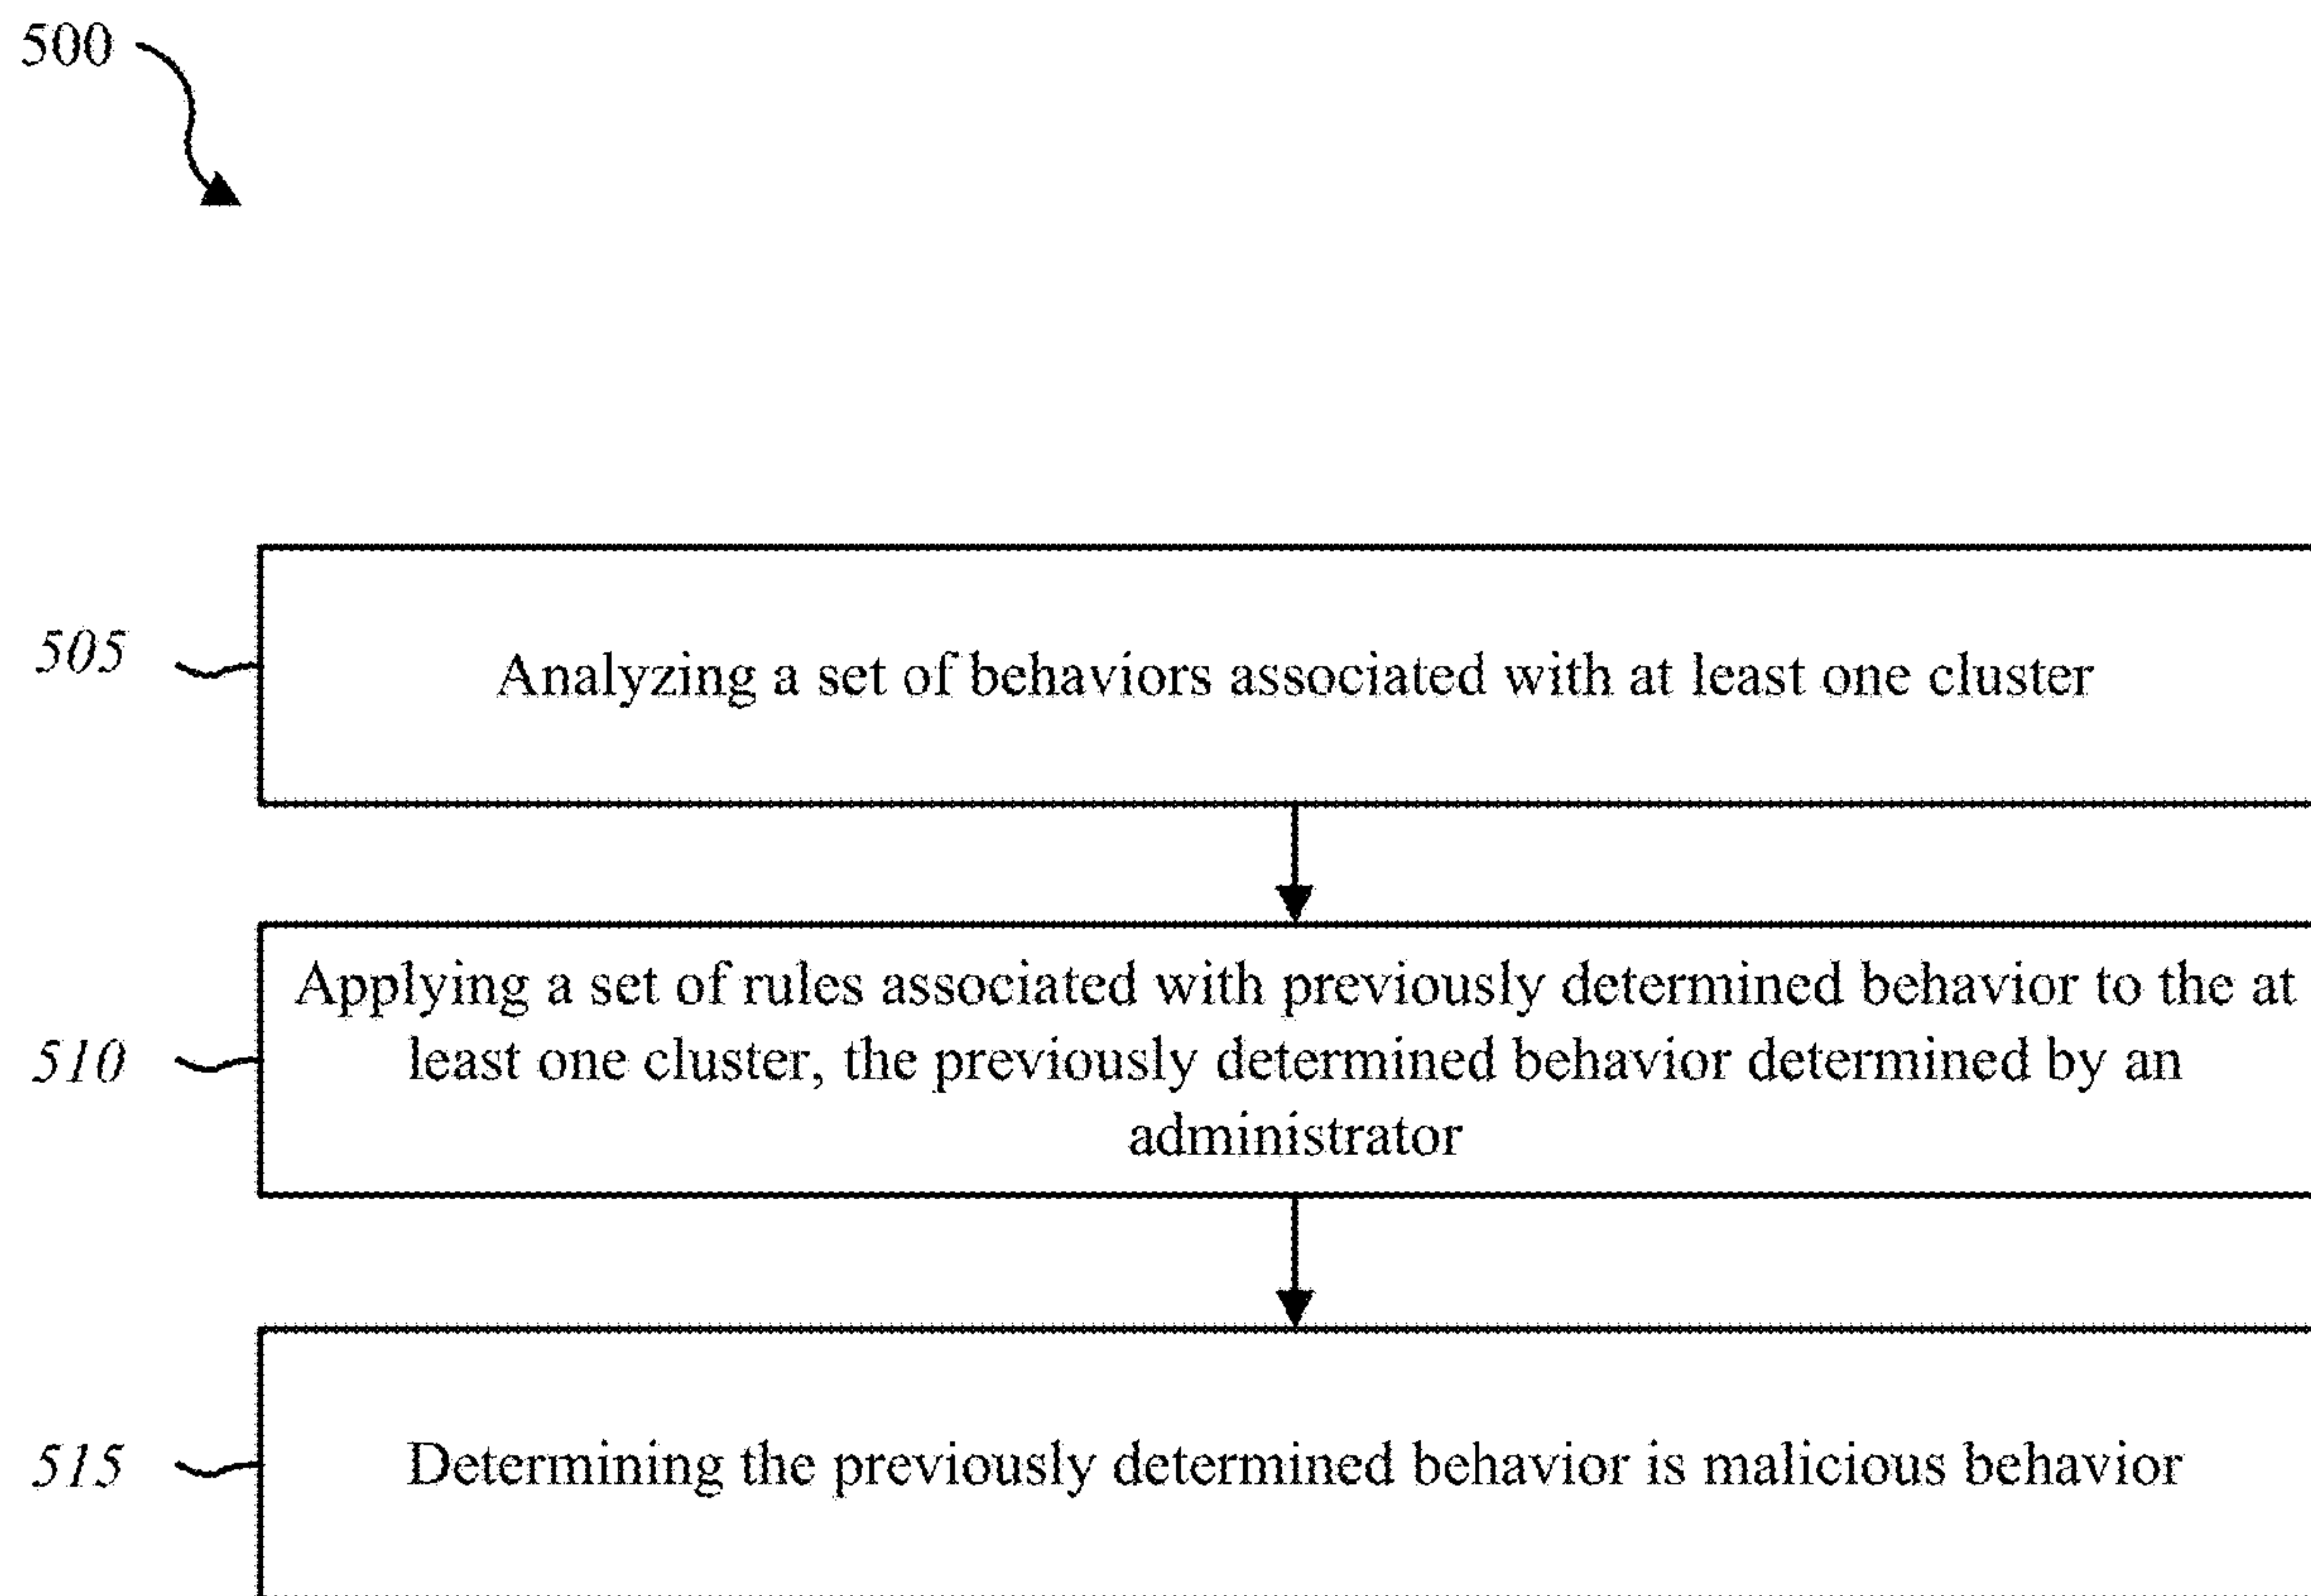 500
505
Analyzing a set of behaviors associated with at least one cluster
Applying a set of rules associated with previously determined behavior to the at
510
least one cluster, the previously determined behavior determined by an
administrator
515
Determining the previously determined behavior is malicious behavior